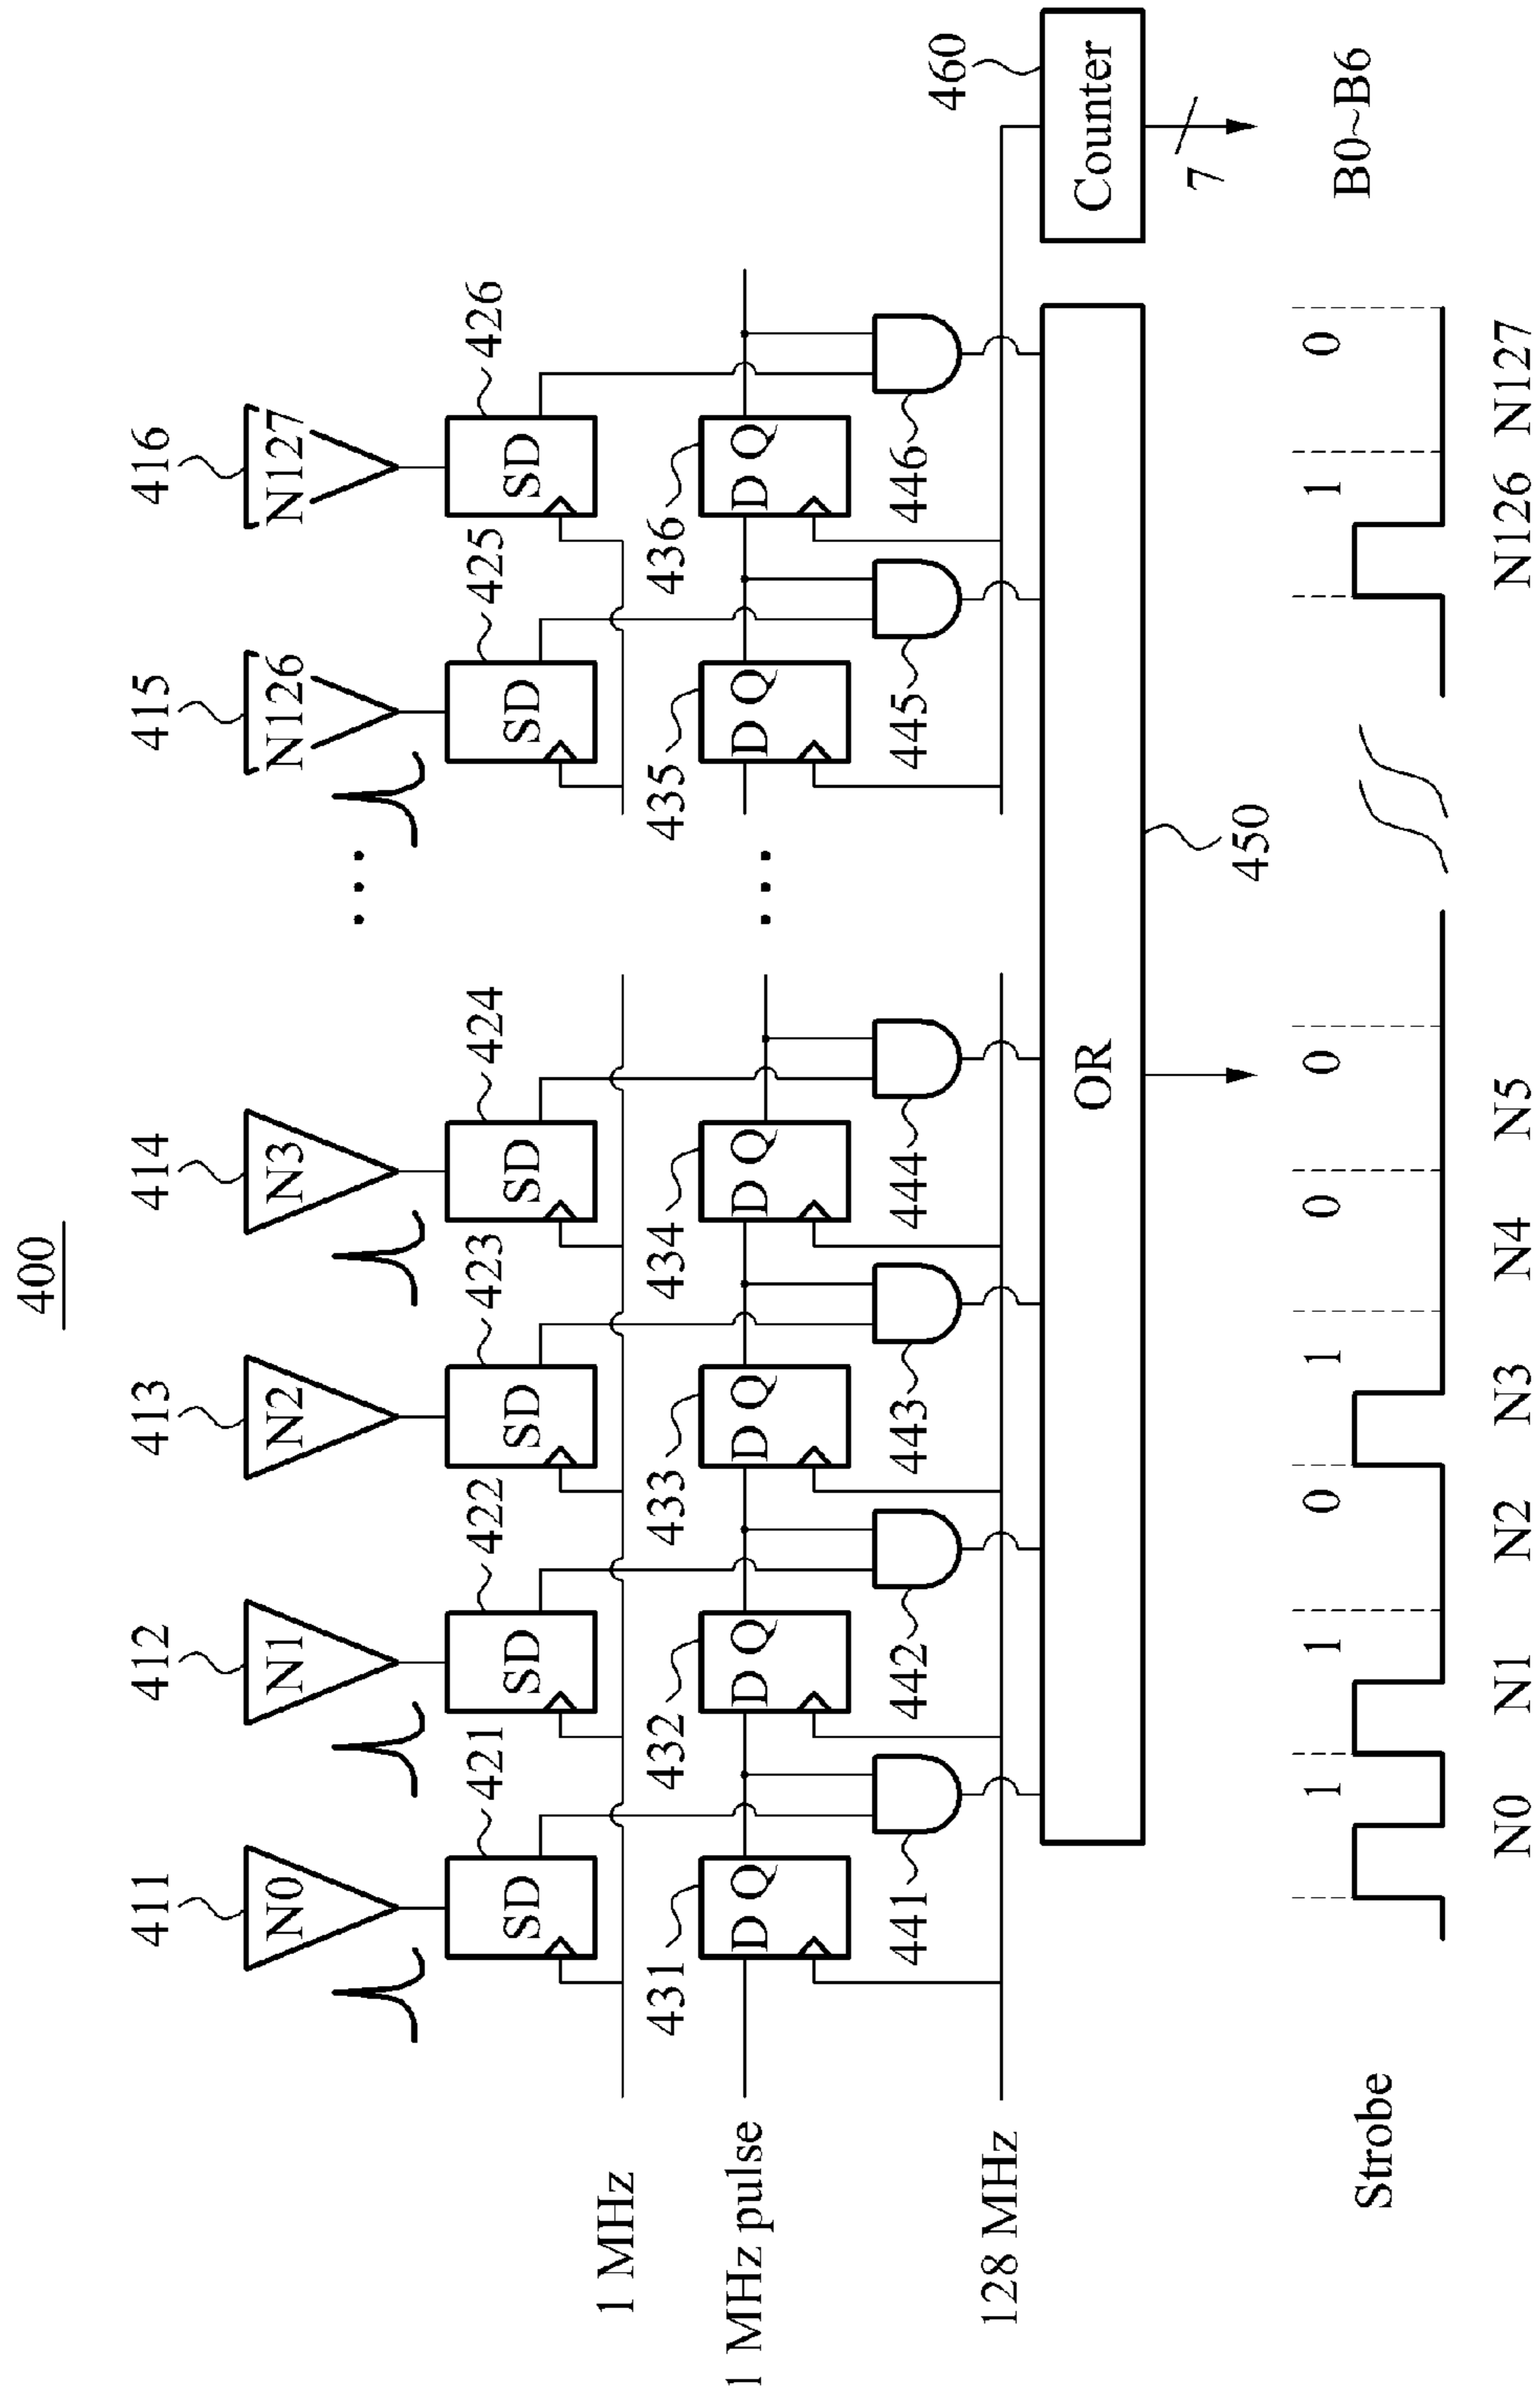 400
411 412 413 414 415 416
N0 N1 N2 N3 N126 N127
421 422 423 424 425 426
SD SD SD SD SD SD
1 MHz
431 432 433 434 435 436
D Q D Q D Q D Q D Q D Q
1 MHz pulse
441 442 443 444 445 446
128 MHz
460
OR Counter
450
7
Strobe 1 1 0 1 0 0 1 0 B0~B6
N0 N1 N2 N3 N4 N5 N126 N127